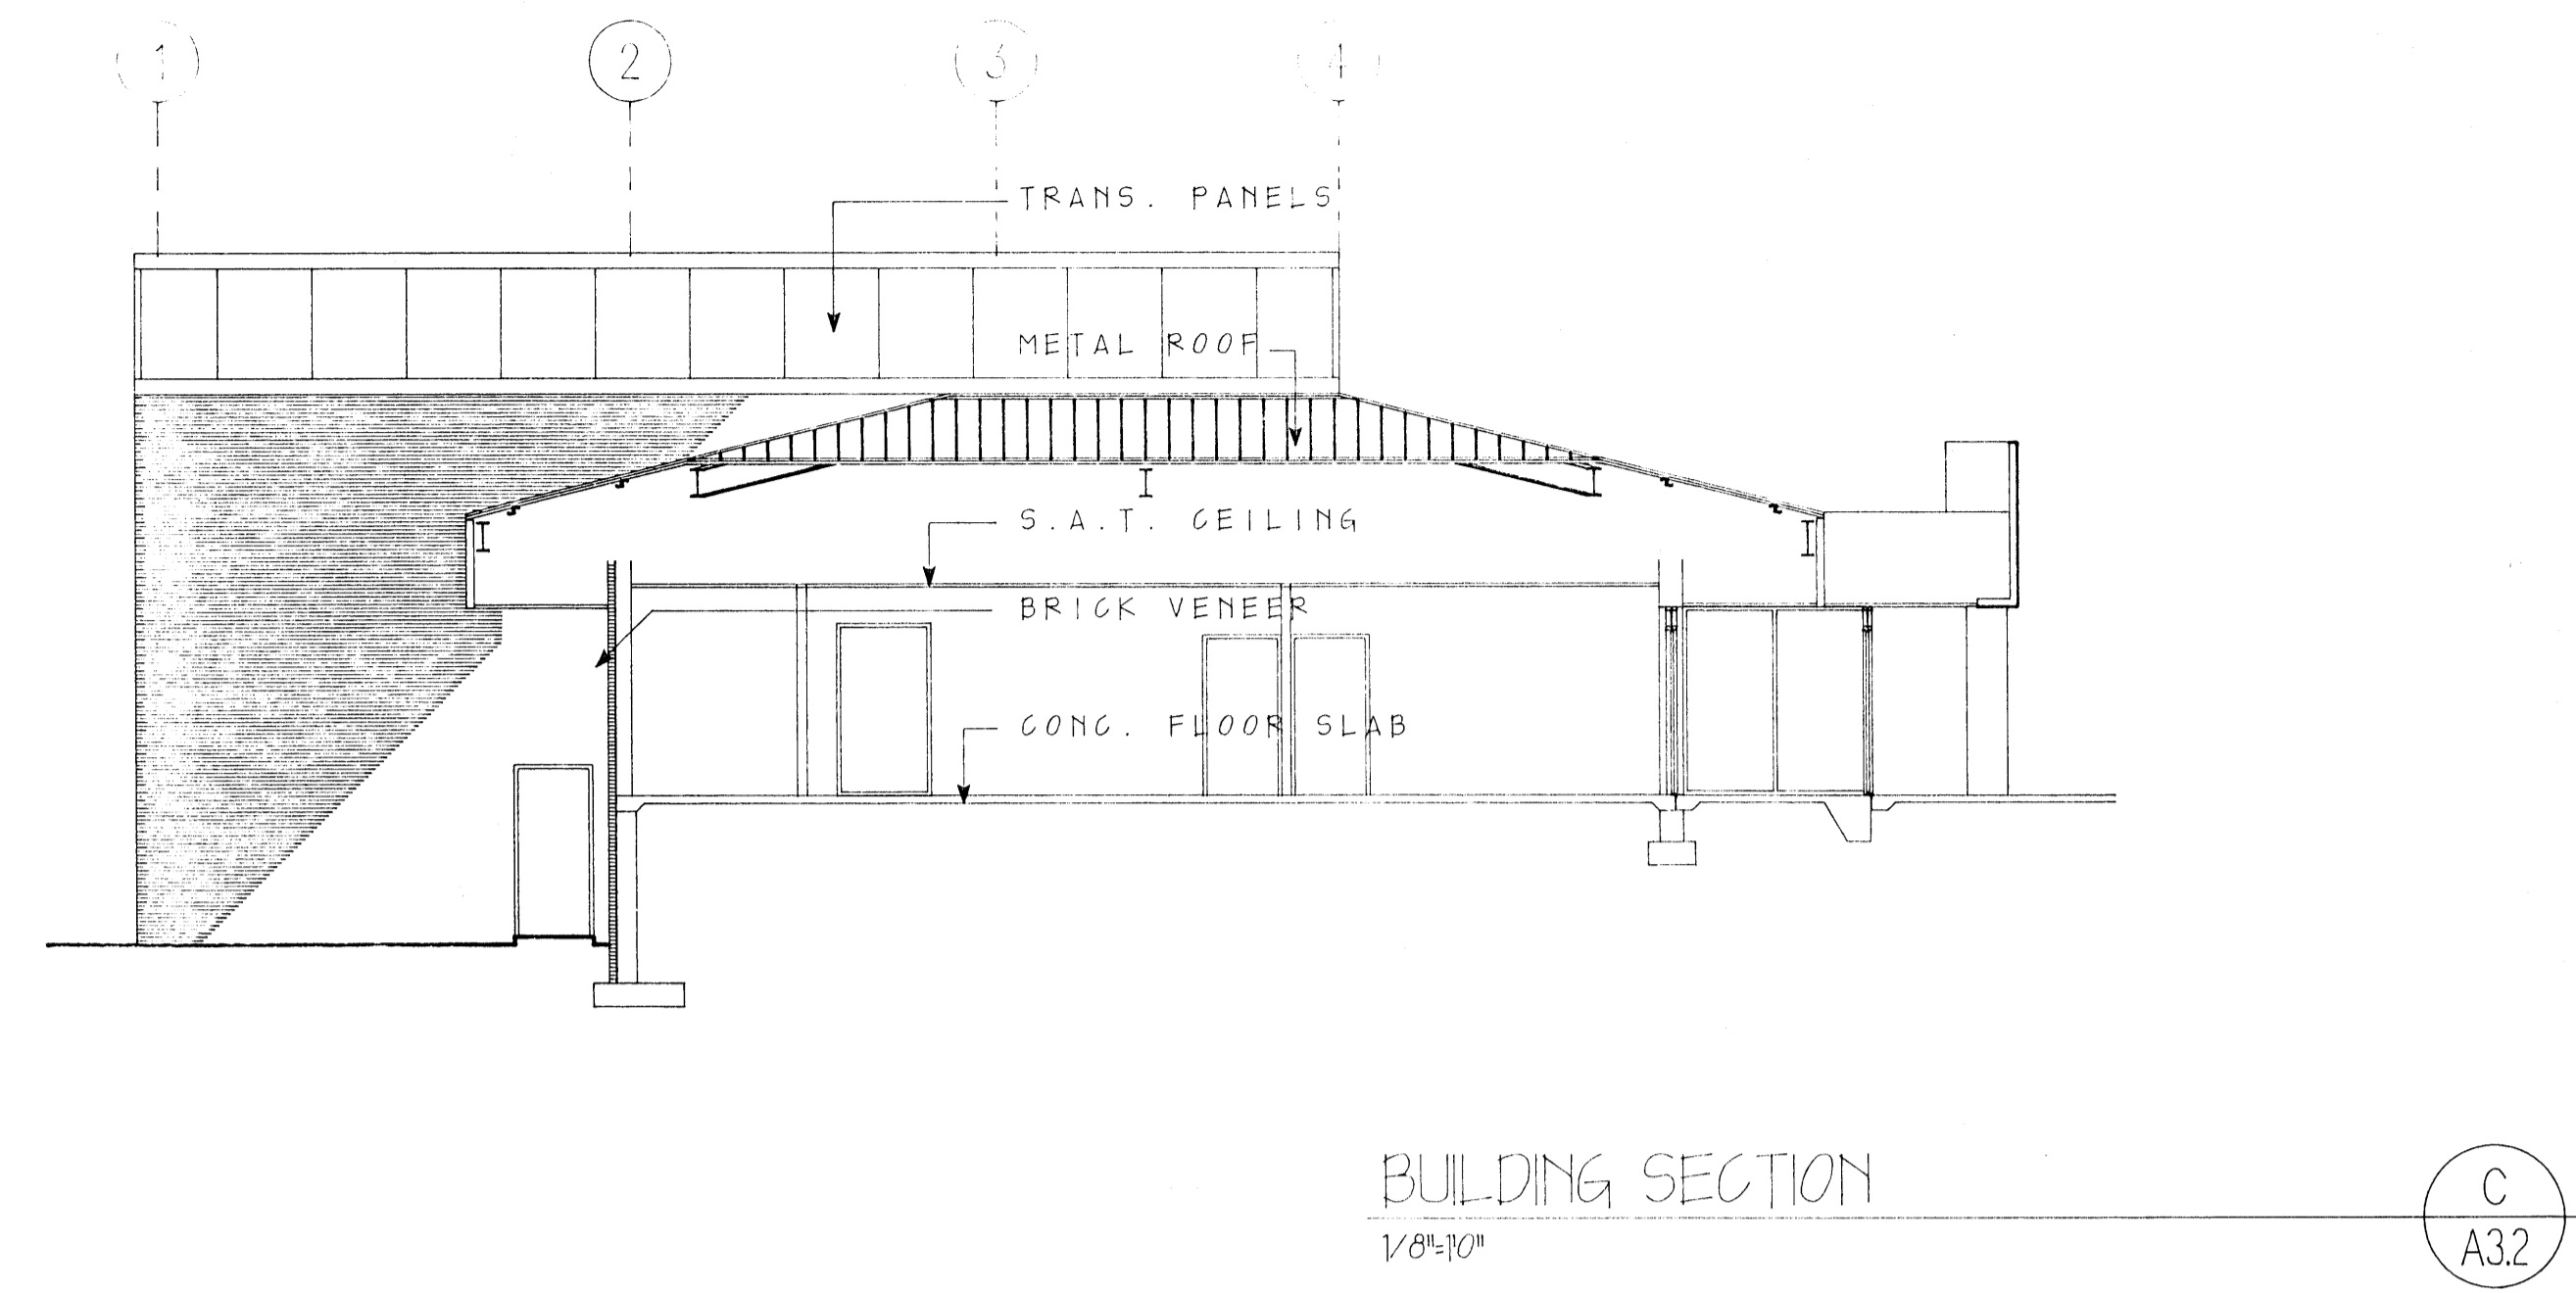 1 2 3 4
TRANS. PANELS
METAL ROOF
S.A.T. CEILING
BRICK VENEER
CONC. FLOOR SLAB
BUILDING SECTION
1/8"=1'0"
C
A3.2